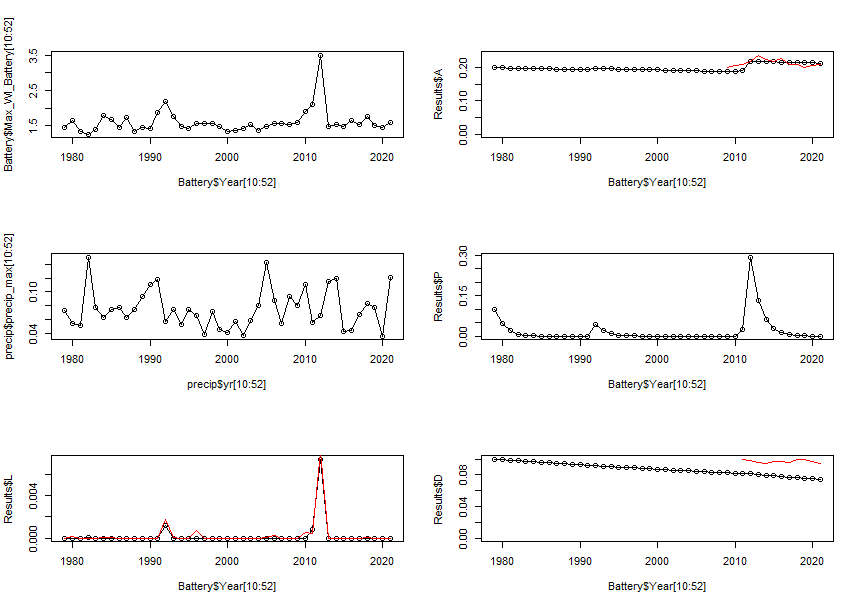 Battery$Max_Wl_Battery[10:52]
1.5 2.5 3.5
1980 1990 2000 2010 2020
Battery$Year[10:52]
Results$A
0.00 0.10 0.20
1980 1990 2000 2010 2020
Battery$Year[10:52]
precip$precip_max[10:52]
0.04 0.10
1980 1990 2000 2010 2020
precip$yr[10:52]
Results$P
0.00 0.15 0.30
1980 1990 2000 2010 2020
Battery$Year[10:52]
Results$L
0.000 0.004
1980 1990 2000 2010 2020
Battery$Year[10:52]
Results$D
0.00 0.04 0.08
1980 1990 2000 2010 2020
Battery$Year[10:52]